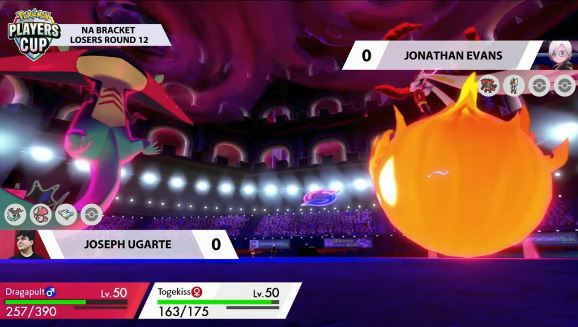 Pokémon
PLAYERS
CUP
NA BRACKET
LOSERS ROUND 12
0 JONATHAN EVANS
JOSEPH UGARTE 0
Dragapult♂ Lv.50
257/390
Togekiss♀ Lv.50
163/175